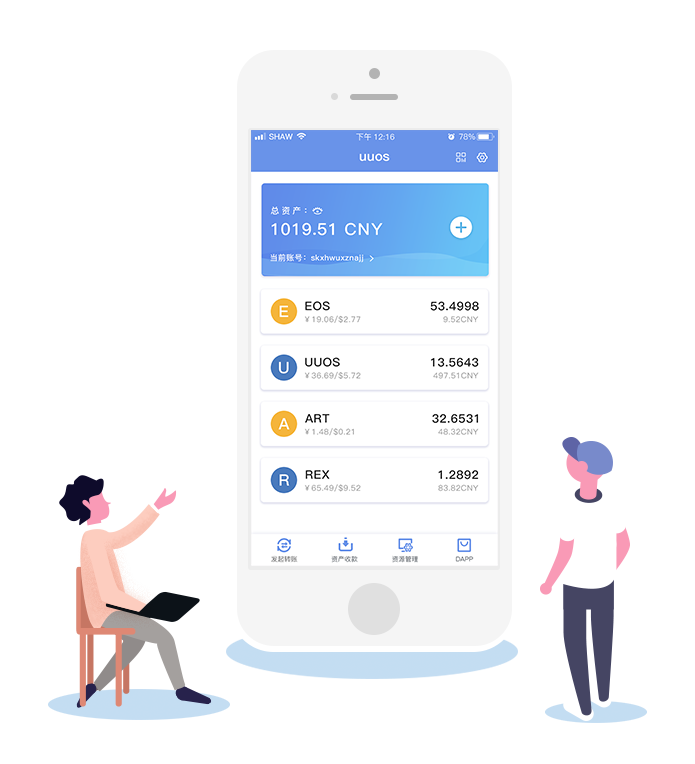 SHAW 下午 12:16 78%
uuos
总资产：
1019.51 CNY
当前账号：skxhwuxznajj
E EOS 53.4998
¥19.06/$2.77 9.52CNY
U UUOS 13.5643
¥36.69/$5.72 497.51CNY
A ART 32.6531
¥1.48/$0.21 48.32CNY
R REX 1.2892
¥65.49/$9.52 83.82CNY
发起转账 资产收款 资源管理 DAPP